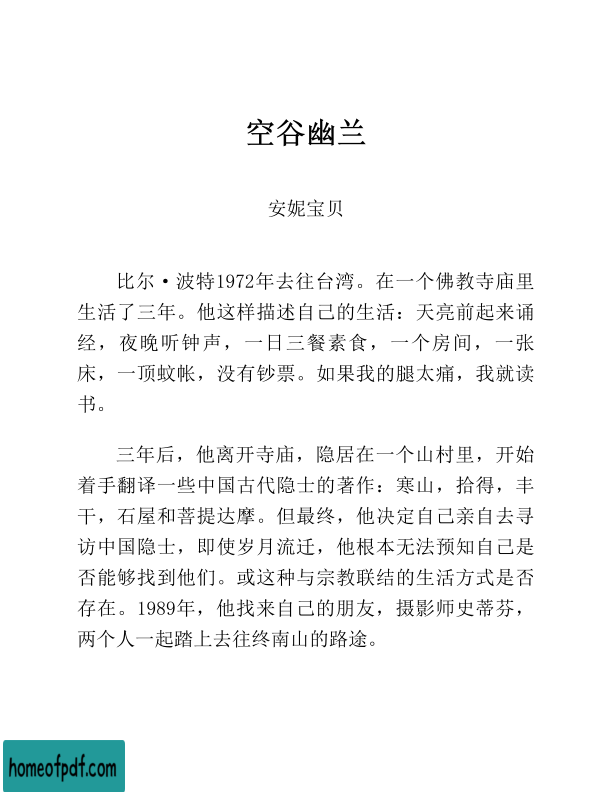 空谷幽兰
安妮宝贝
比尔·波特1972年去往台湾。在一个佛教寺庙里
生活了三年。他这样描述自己的生活：天亮前起来诵
经，夜晚听钟声，一日三餐素食，一个房间，一张
床，一顶蚊帐，没有钞票。如果我的腿太痛，我就读
书。
三年后，他离开寺庙，隐居在一个山村里，开始
着手翻译一些中国古代隐士的著作：寒山，拾得，丰
干，石屋和菩提达摩。但最终，他决定自己亲自去寻
访中国隐士，即使岁月流迁，他根本无法预知自己是
否能够找到他们。或这种与宗教联结的生活方式是否
存在。1989年，他找来自己的朋友，摄影师史蒂芬，
两个人一起踏上去往终南山的路途。
homeofpdf.com